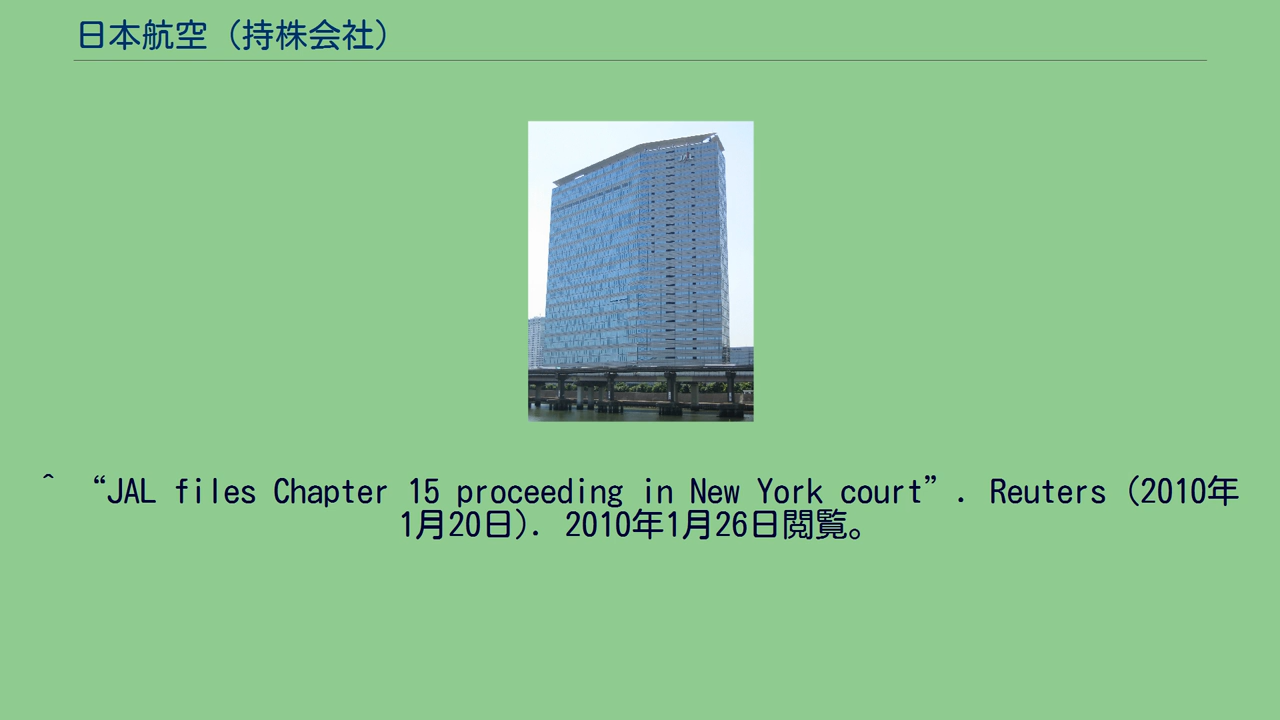 日本航空（持株会社）
^ “JAL files Chapter 15 proceeding in New York court”. Reuters (2010年
1月20日). 2010年1月26日閲覧。